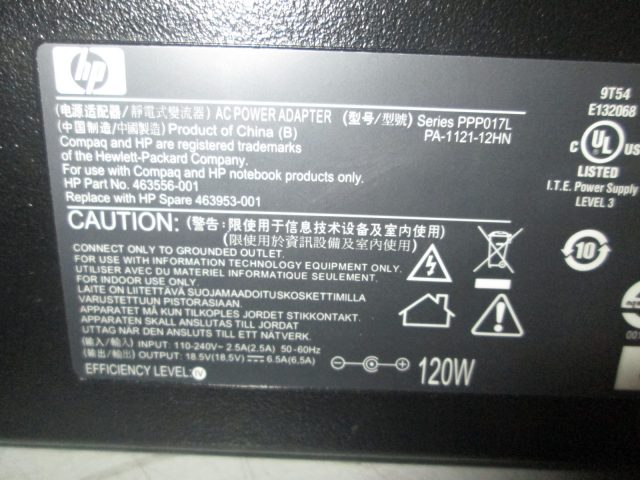 hp
(电源适配器/靜電式變流器) AC POWER ADAPTER (型号/型號) Series PPP017L
(中国制造/中國製造) Product of China (B) PA-1121-12HN
Compaq and HP are registered trademarks
of the Hewlett-Packard Company.
For use with Compaq and HP notebook products only.
HP Part No. 463556-001
Replace with HP Spare 463953-001
CAUTION: (警告:限使用于信息技术设备及室内使用)
(限使用於資訊設備及室內使用)
CONNECT ONLY TO GROUNDED OUTLET.
FOR USE WITH INFORMATION TECHNOLOGY EQUIPMENT ONLY.
UTILISER AVEC DU MATERIEL INFORMATIQUE SEULEMENT.
FOR INDOOR USE ONLY.
LAITE ON LIITETTÄVÄ SUOJAMAADOITUSKOSKETTIMILLA
VARUSTETTUUN PISTORASIAAN.
APPARATET MÅ KUN TILKOPLES JORDET STIKKONTAKT.
APPARATEN SKALL ANSLUTAS TILL JORDAT
UTTAG NÄR DEN ANSLUTS TILL ETT NÄTVERK.
(输入/輸入) INPUT: 110-240V~ 2.5A(2.5A) 50-60Hz
(输出/輸出) OUTPUT: 18.5V(18.5V) 6.5A(6.5A)
EFFICIENCY LEVEL: IV
120W
9T54
E132068
C UL US
LISTED
I.T.E. Power Supply
LEVEL 3
10